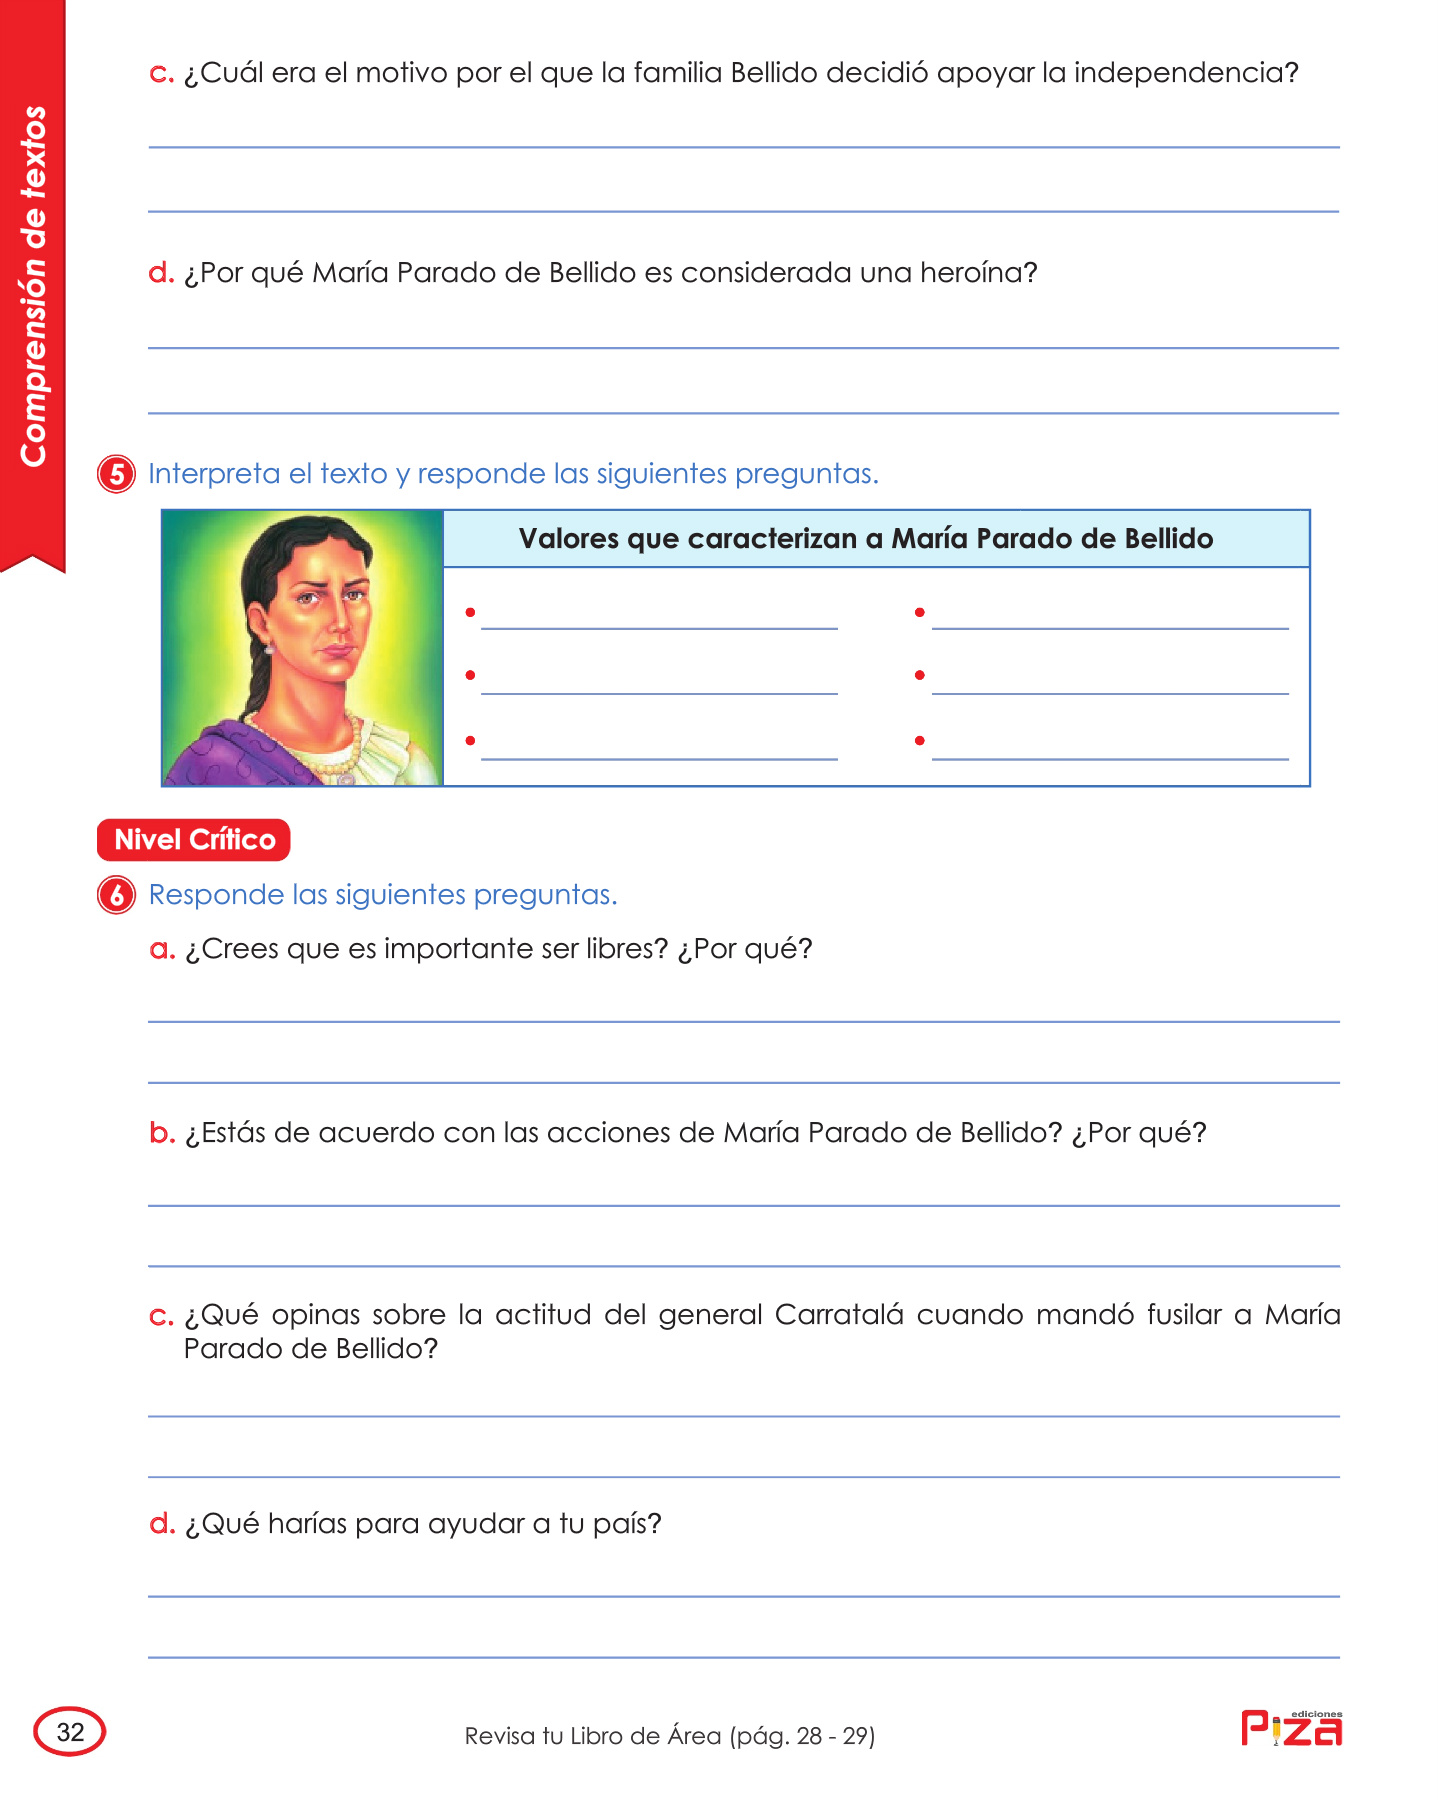 Comprensión de textos
c. ¿Cuál era el motivo por el que la familia Bellido decidió apoyar la independencia?
d. ¿Por qué María Parado de Bellido es considerada una heroína?
5 Interpreta el texto y responde las siguientes preguntas.
Valores que caracterizan a María Parado de Bellido
Nivel Crítico
6 Responde las siguientes preguntas.
a. ¿Crees que es importante ser libres? ¿Por qué?
b. ¿Estás de acuerdo con las acciones de María Parado de Bellido? ¿Por qué?
c. ¿Qué opinas sobre la actitud del general Carratalá cuando mandó fusilar a María
Parado de Bellido?
d. ¿Qué harías para ayudar a tu país?
32
Revisa tu Libro de Área (pág. 28 - 29)
ediciones
Piza